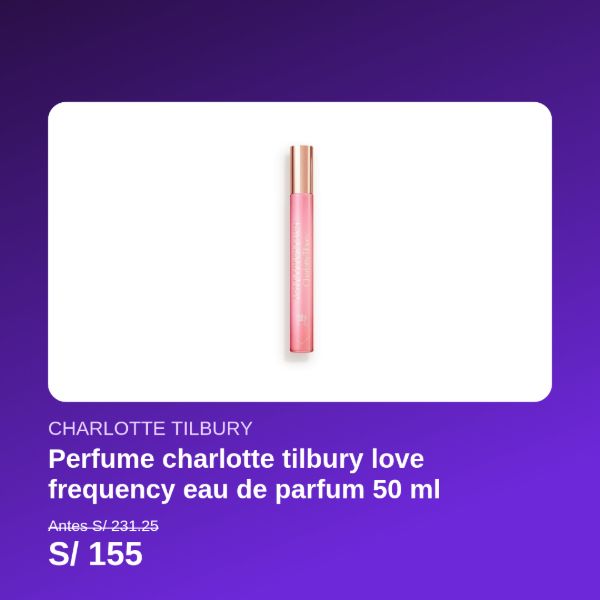 CHARLOTTE TILBURY
Perfume charlotte tilbury love
frequency eau de parfum 50 ml
Antes S/ 231.25
S/ 155